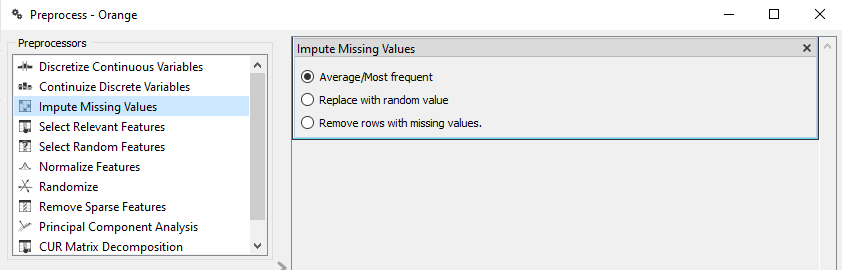 Preprocess - Orange
Preprocessors
Discretize Continuous Variables
Continuize Discrete Variables
Impute Missing Values
Select Relevant Features
Select Random Features
Normalize Features
Randomize
Remove Sparse Features
Principal Component Analysis
CUR Matrix Decomposition
Impute Missing Values
Average/Most frequent
Replace with random value
Remove rows with missing values.